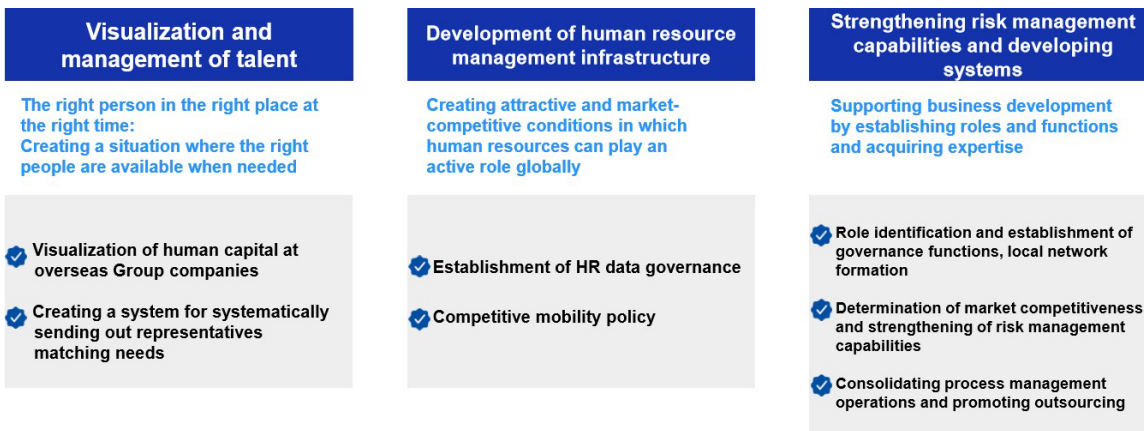 Visualization and
management of talent
The right person in the right place at
the right time:
Creating a situation where the right
people are available when needed
Visualization of human capital at
overseas Group companies
Creating a system for systematically
sending out representatives
matching needs
Development of human resource
management infrastructure
Creating attractive and market-
competitive conditions in which
human resources can play an
active role globally
Establishment of HR data governance
Competitive mobility policy
Strengthening risk management
capabilities and developing
systems
Supporting business development
by establishing roles and functions
and acquiring expertise
Role identification and establishment of
governance functions, local network
formation
Determination of market competitiveness
and strengthening of risk management
capabilities
Consolidating process management
operations and promoting outsourcing